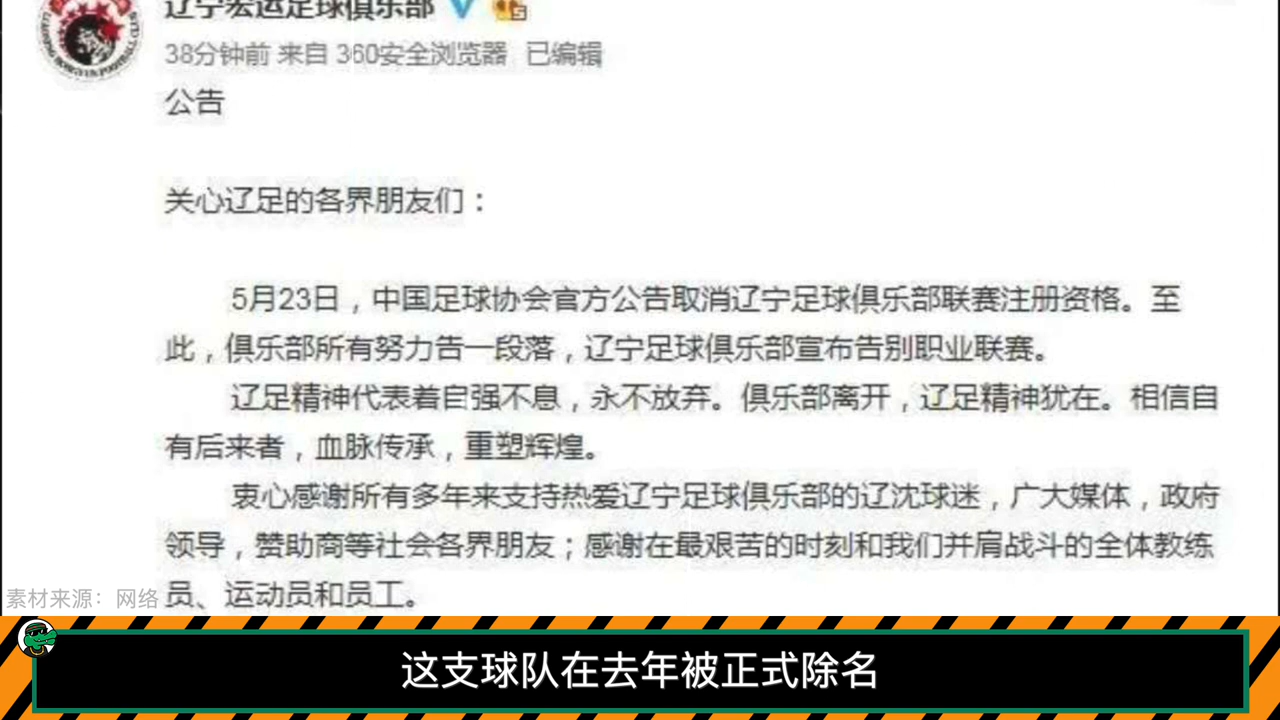 辽宁宏运足球俱乐部
38分钟前 来自 360安全浏览器 已编辑
公告
关心辽足的各界朋友们：
5月23日，中国足球协会官方公告取消辽宁足球俱乐部联赛注册资格。至
此，俱乐部所有努力告一段落，辽宁足球俱乐部宣布告别职业联赛。
辽足精神代表着自强不息，永不放弃。俱乐部离开，辽足精神犹在。相信自
有后来者，血脉传承，重塑辉煌。
衷心感谢所有多年来支持热爱辽宁足球俱乐部的辽沈球迷，广大媒体，政府
领导，赞助商等社会各界朋友；感谢在最艰苦的时刻和我们并肩战斗的全体教练
员、运动员和员工。
素材来源：网络
这支球队在去年被正式除名